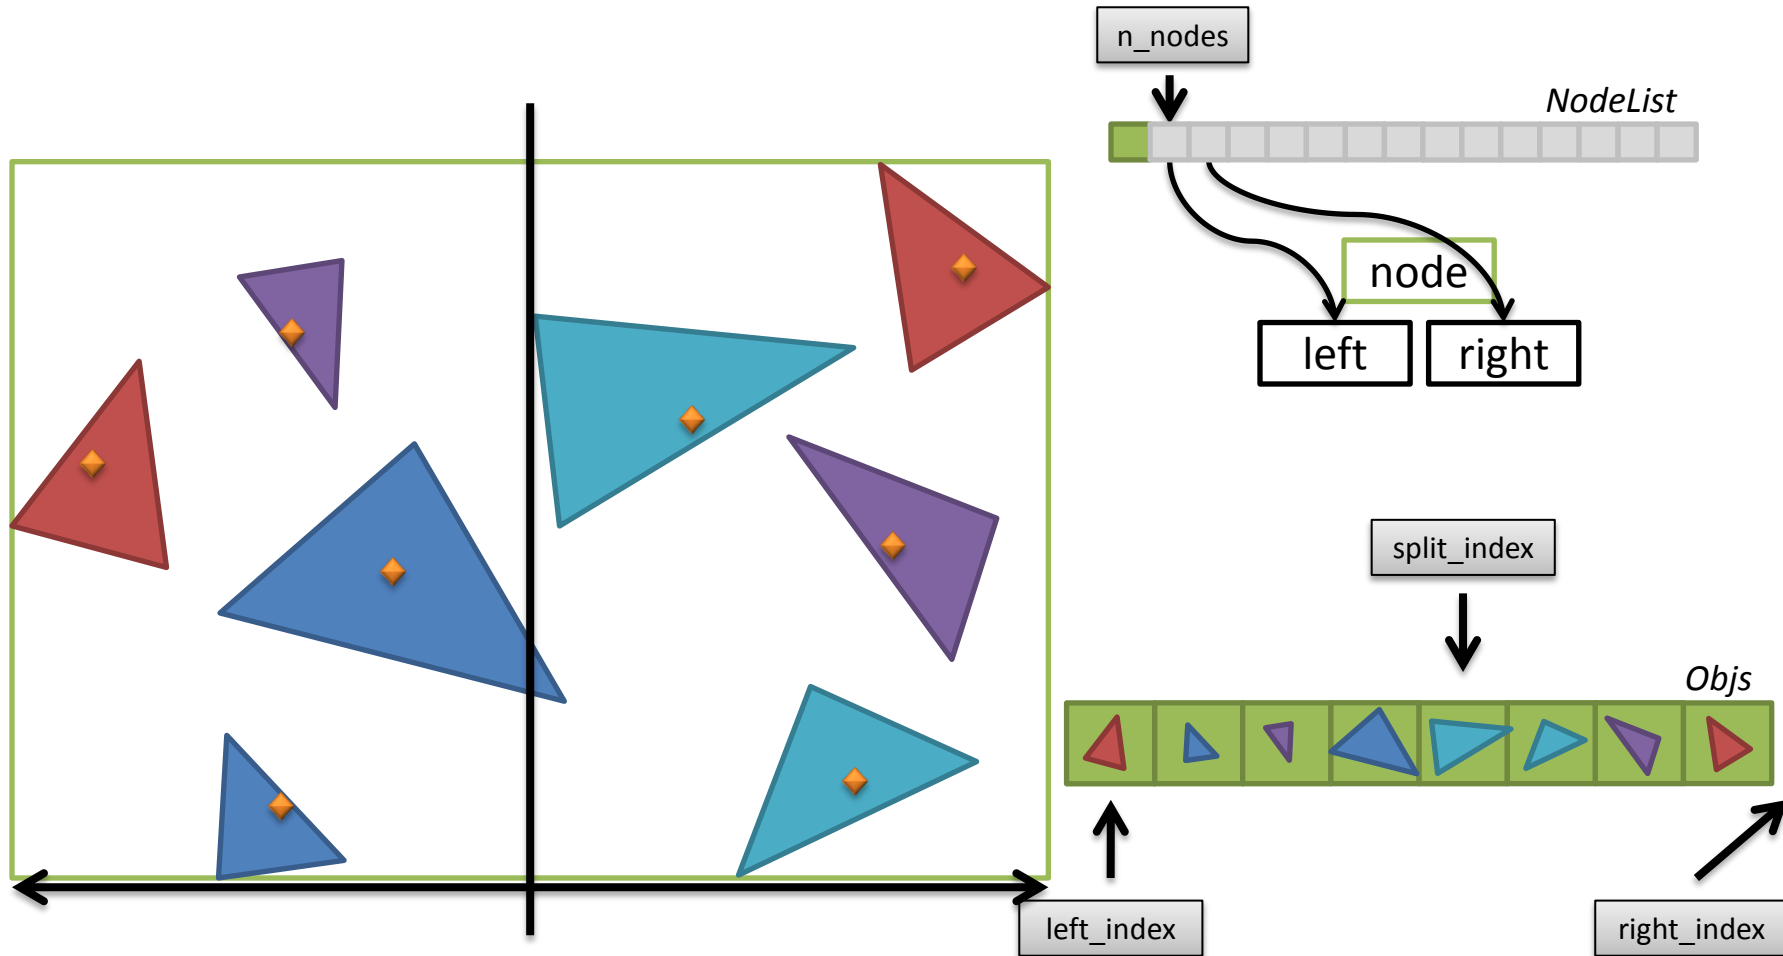 n_nodes
NodeList
node
left
right
split_index
Objs
left_index
right_index